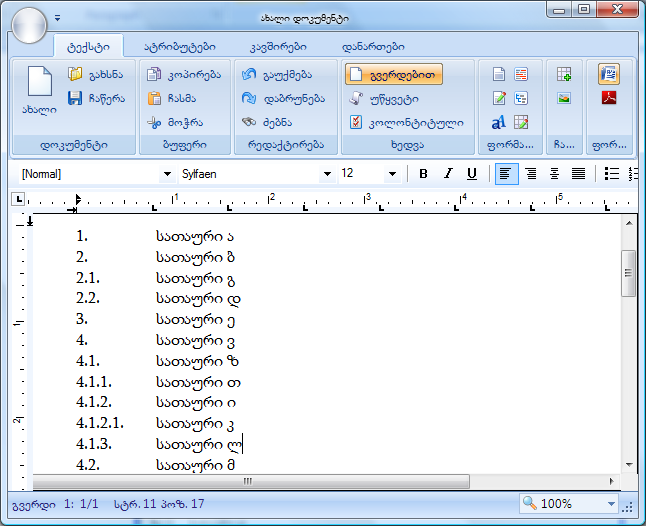 ახალი დოკუმენტი
ტექსტი ატრიბუტები კავშირები დანართები
ახალი გახსნა ჩაწერა
დოკუმენტი
კოპირება ჩასმა მოჭრა
ბუფერი
გაუქმება დაბრუნება ძებნა
რედაქტირება
გვერდებით უწყვეტი კოლონტიტული
ხედვა
ფორმა...
ჩა...
ფორ...
[Normal] Sylfaen 12 B I U
1 2 3 4 5
1. სათაური ა
2. სათაური ბ
2.1. სათაური გ
2.2. სათაური დ
3. სათაური ე
4. სათაური ვ
4.1. სათაური ზ
4.1.1. სათაური თ
4.1.2. სათაური ი
4.1.2.1. სათაური კ
4.1.3. სათაური ლ
4.2. სათაური მ
1
2
გვერდი 1: 1/1 სტრ. 11 პოზ. 17 100%